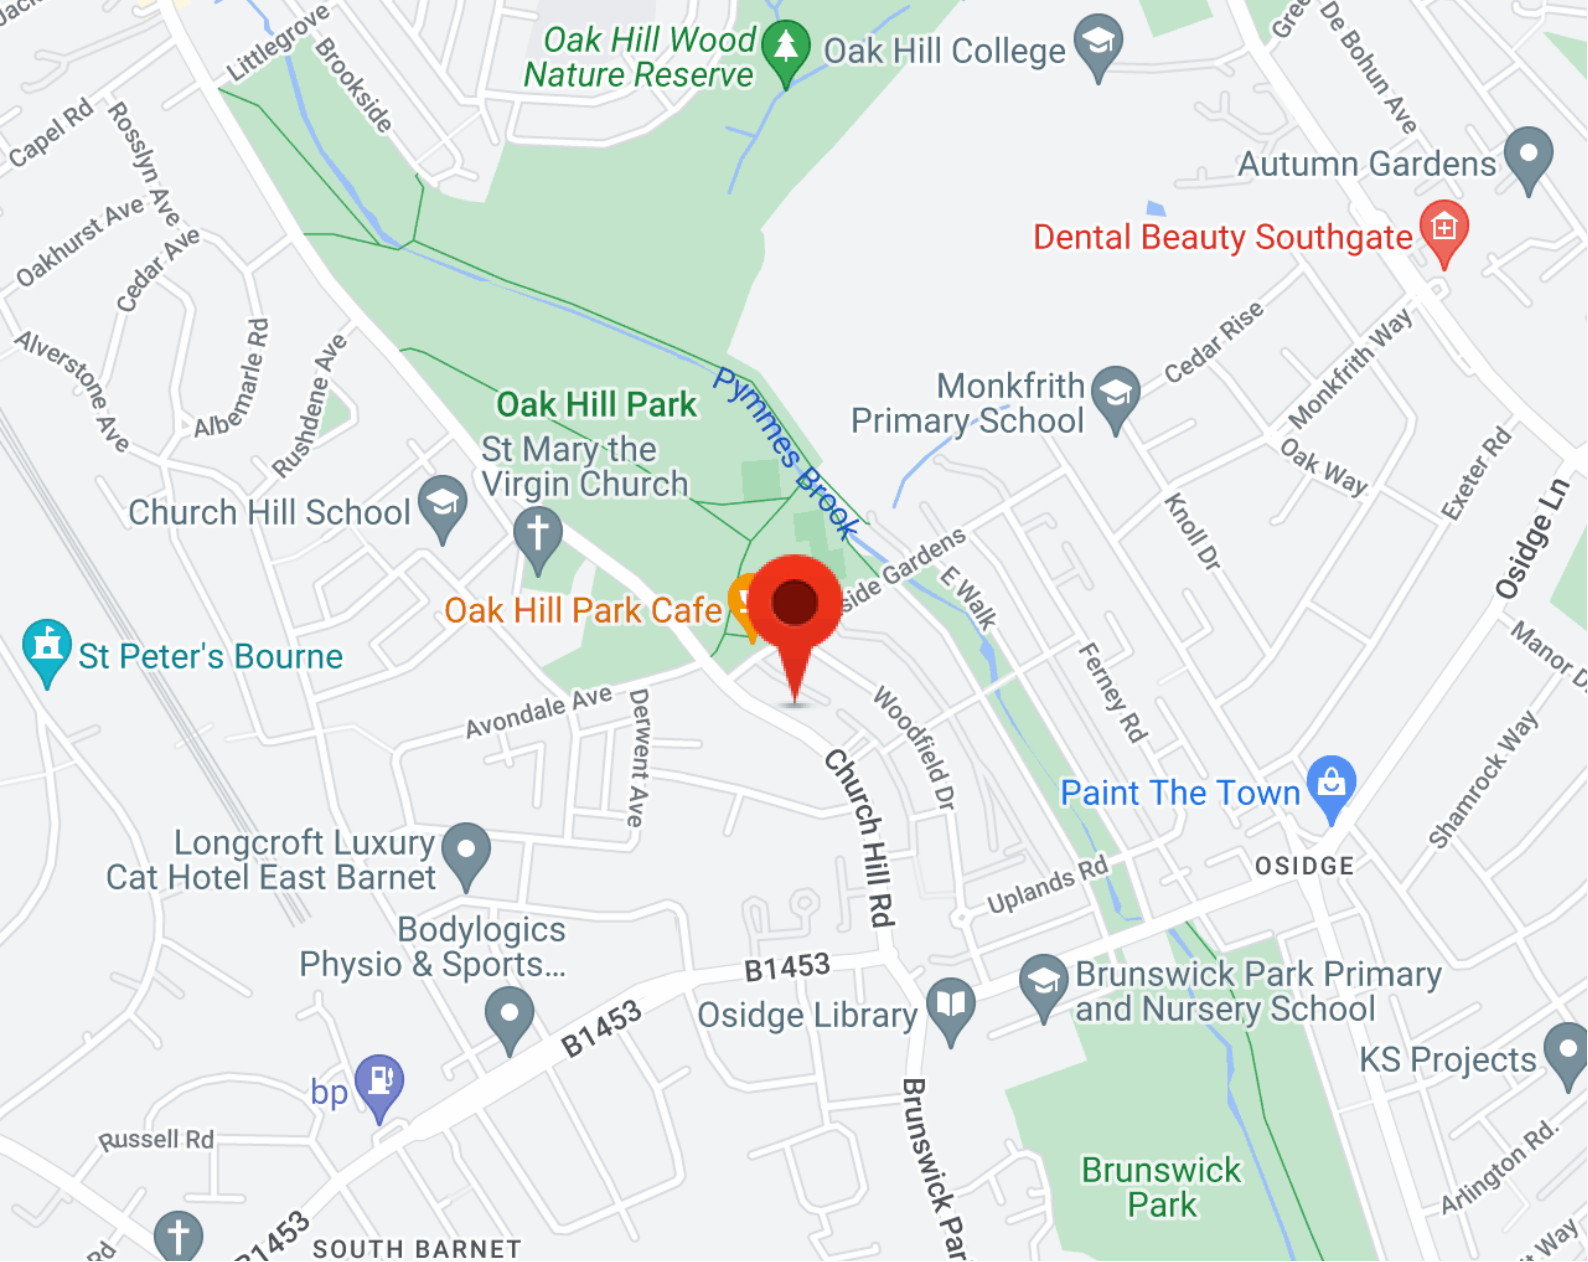 Littlegrove
Brookside
Oak Hill Wood
Nature Reserve
Oak Hill College
De Bohun Ave
Capel Rd
Rosslyn Ave
Autumn Gardens
Oakhurst Ave
Cedar Ave
Dental Beauty Southgate
Alverstone Ave
Albemarle Rd
Rushdene Ave
Cedar Rise
Monkfrith Way
Oak Hill Park
Pymmes Brook
Monkfrith
Primary School
St Mary the
Virgin Church
Church Hill School
Oak Way
Exeter Rd
Knoll Dr
Osidge Ln
side Gardens
E Walk
Oak Hill Park Cafe
St Peter's Bourne
Manor D
Ferney Rd
Avondale Ave
Derwent Ave
Woodfield Dr
Shamrock Way
Church Hill Rd
Paint The Town
Longcroft Luxury
Cat Hotel East Barnet
OSIDGE
Uplands Rd
Bodylogics
Physio & Sports...
B1453
Brunswick Park Primary
and Nursery School
Osidge Library
B1453
KS Projects
bp
Brunswick Par
Russell Rd
Brunswick
Park
Arlington Rd.
B1453
SOUTH BARNET
Rd
t Way